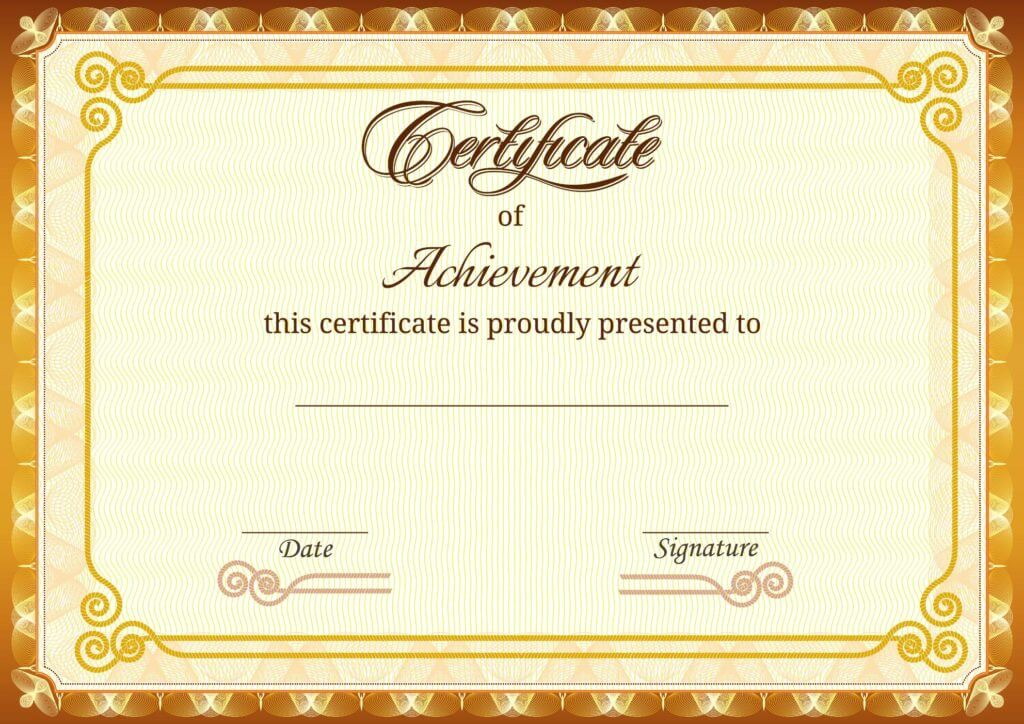 Certificate
of
Achievement
this certificate is proudly presented to
Date
Signature